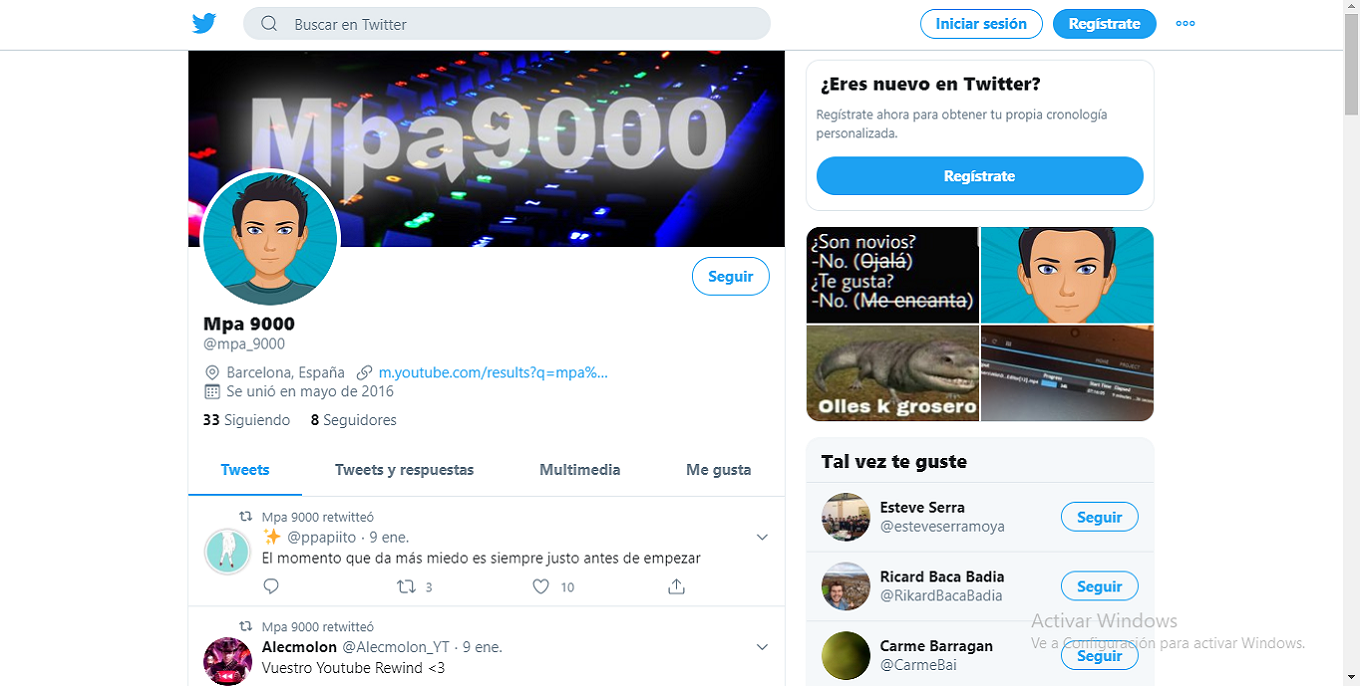 Buscar en Twitter
Iniciar sesión
Regístrate
Mpa9000
Seguir
Mpa 9000
@mpa_9000
Barcelona, España
m.youtube.com/results?q=mpa%...
Se unió en mayo de 2016
33 Siguiendo
8 Seguidores
Tweets
Tweets y respuestas
Multimedia
Me gusta
Mpa 9000 retwitteó
✨ @ppapiito · 9 ene.
El momento que da más miedo es siempre justo antes de empezar
3
10
Mpa 9000 retwitteó
Alecmolon @Alecmolon_YT · 9 ene.
Vuestro Youtube Rewind <3
¿Eres nuevo en Twitter?
Regístrate ahora para obtener tu propia cronología
personalizada.
Regístrate
¿Son novios?
-No. (Ojalá)
¿Te gusta?
-No. (Me encanta)
Olles k grosero
Progress
Start Time
Elapsed
Tal vez te guste
Esteve Serra
@esteveserramoya
Seguir
Ricard Baca Badia
@RikardBacaBadia
Seguir
Carme Barragan
@CarmeBai
Seguir
Activar Windows
Ve a Configuración para activar Windows.